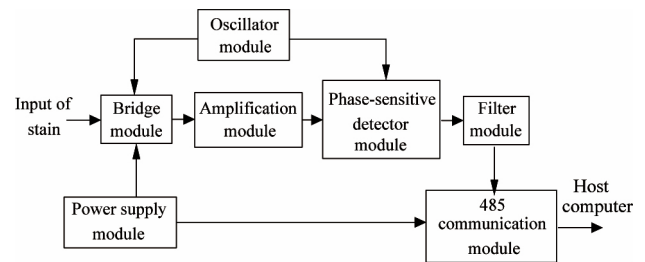 Oscillator
module
Input of
stain
Bridge
module
Amplification
module
Phase-sensitive
detector
module
Filter
module
Power supply
module
485
communication
module
Host
computer